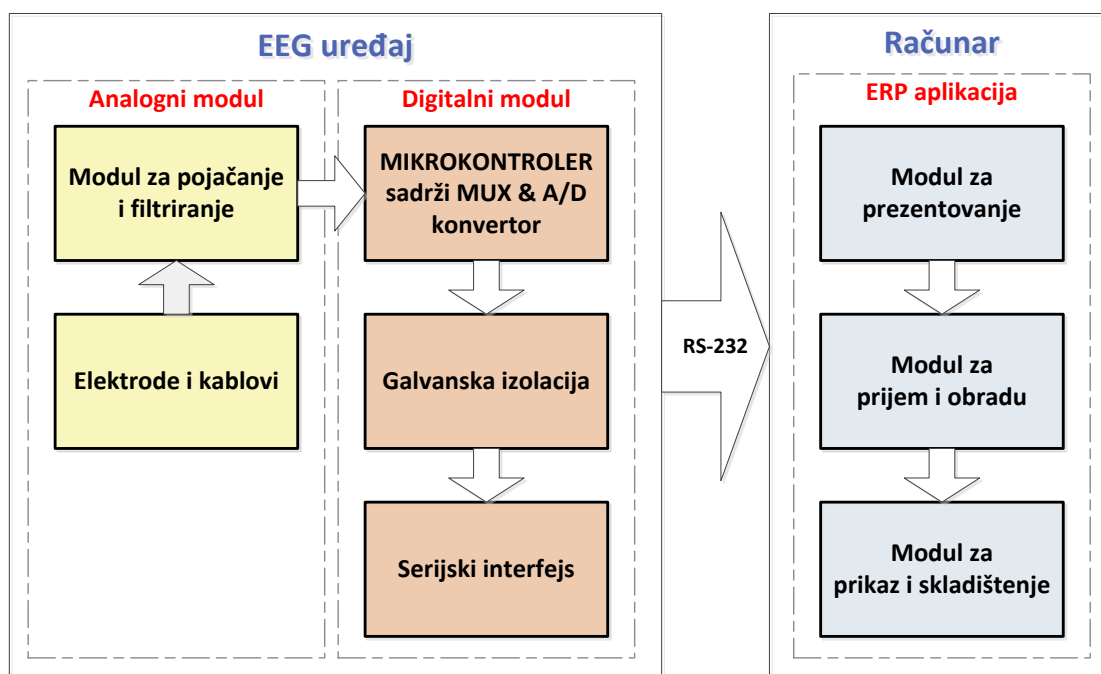 EEG uređaj
Analogni modul
Modul za pojačanje
i filtriranje
Elektrode i kablovi
Digitalni modul
MIKROKONTROLER
sadrži MUX & A/D
konvertor
Galvanska izolacija
Serijski interfejs
RS-232
Računar
ERP aplikacija
Modul za
prezentovanje
Modul za
prijem i obradu
Modul za
prikaz i skladištenje